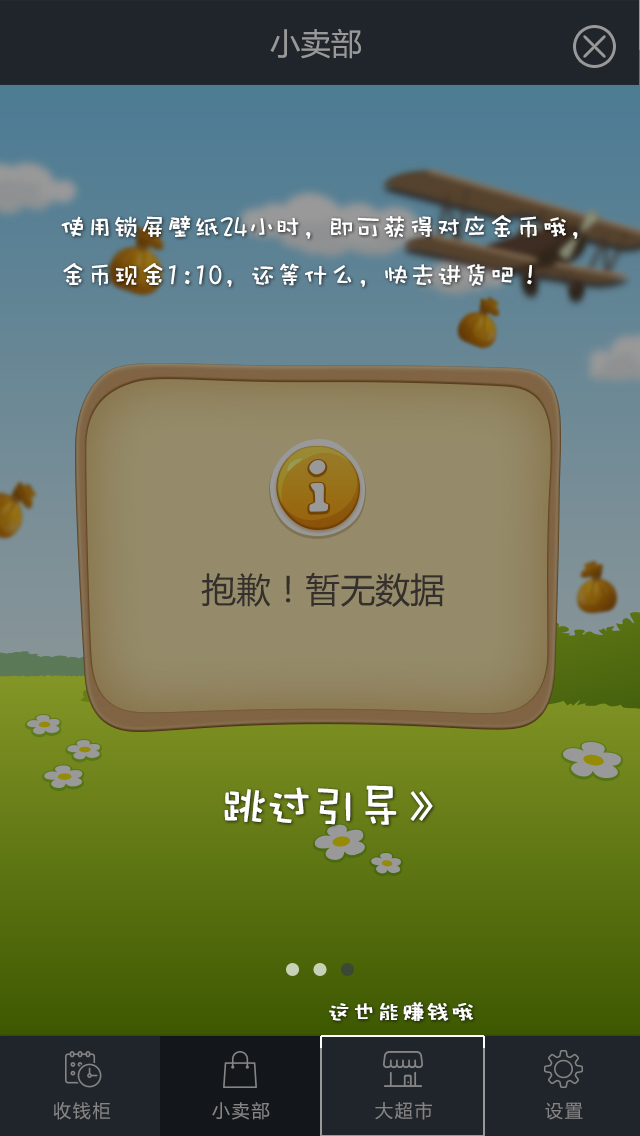 小卖部
使用锁屏壁纸24小时，即可获得对应金币哦，
金币现金1:10，还等什么，快去进货吧！
抱歉！暂无数据
跳过引导》
这也能赚钱哦
收钱柜
小卖部
大超市
设置